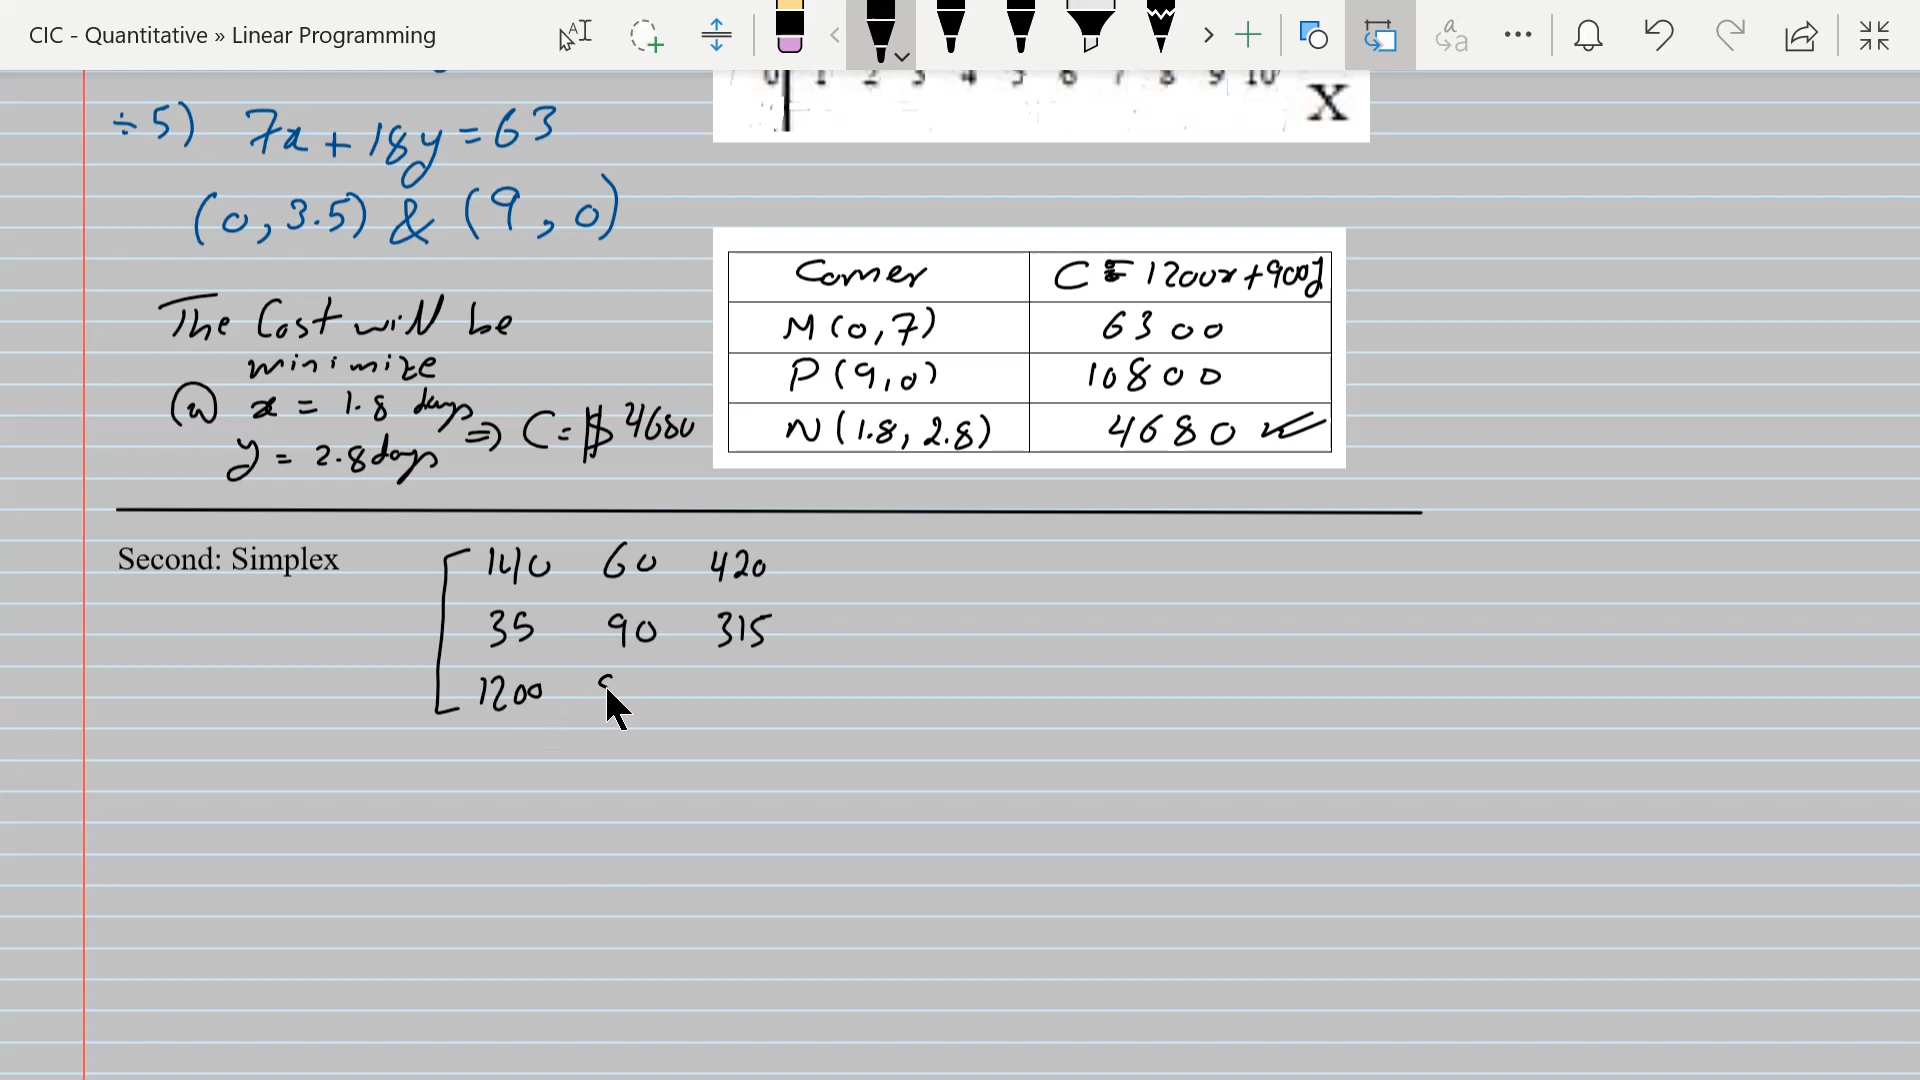 CIC - Quantitative » Linear Programming
0 1 2 3 4 5 6 7 8 9 10
X
÷5) 7x + 18y = 63
(0, 3.5) & (9, 0)
Corner C = 1200x + 900y
M (0, 7) 6300
P (9, 0) 10800
N (1.8, 2.8) 4680
The Cost will be
minimize
@ x = 1.8 days
y = 2.8 days ⇒ C = $ 4680
Second: Simplex
140 60 420
35 90 315
1200